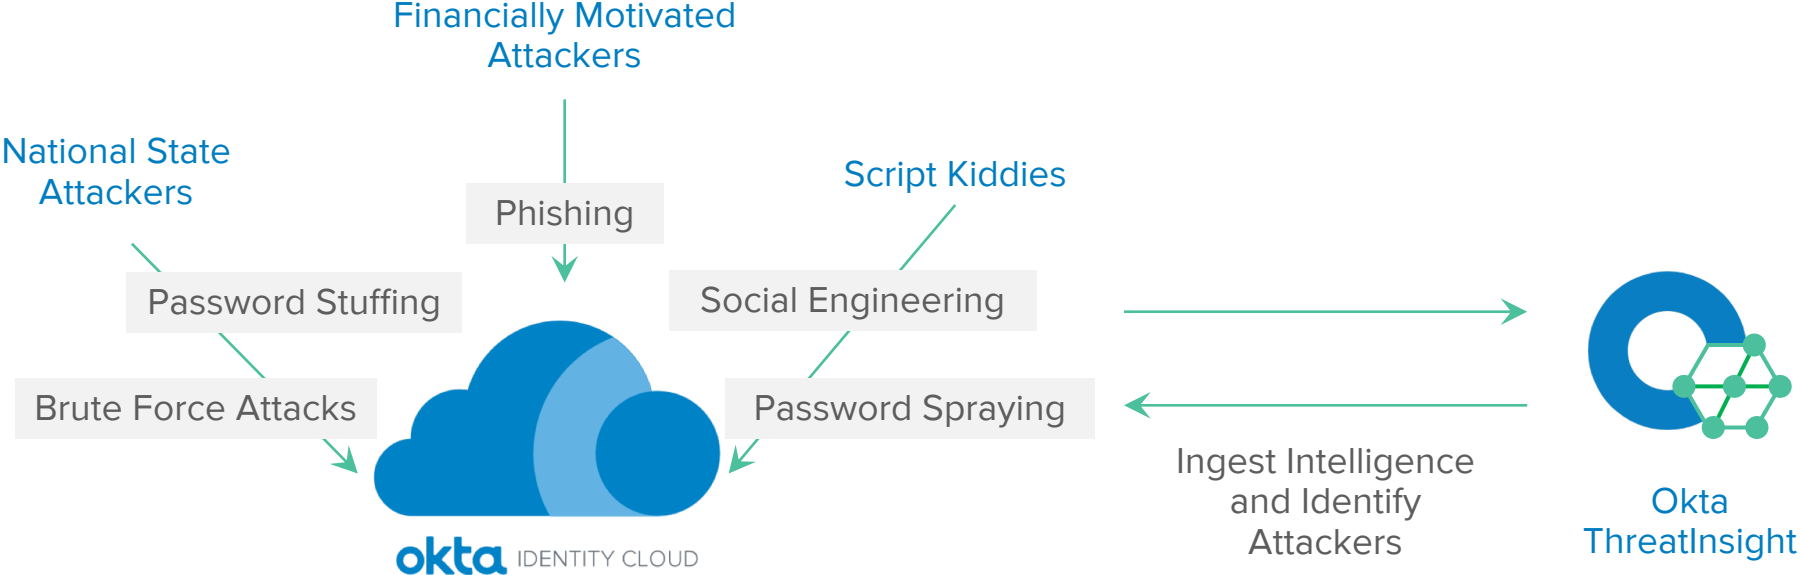 Financially Motivated
Attackers
National State
Attackers
Script Kiddies
Phishing
Password Stuffing
Social Engineering
Brute Force Attacks
Password Spraying
Ingest Intelligence
and Identify
Attackers
Okta
ThreatInsight
okta IDENTITY CLOUD